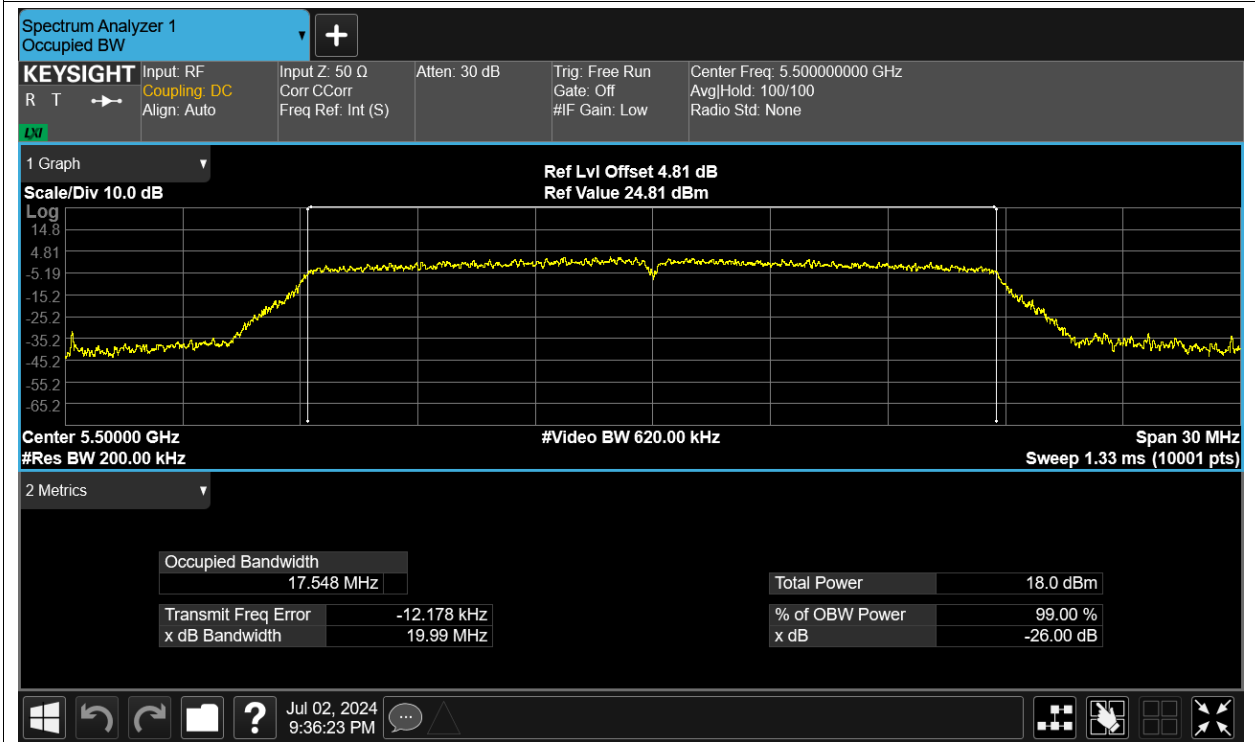 Spectrum Analyzer 1
Occupied BW
KEYSIGHT
R T
LXI
Input: RF
Coupling: DC
Align: Auto
Input Z: 50 Ω
Corr CCorr
Freq Ref: Int (S)
Atten: 30 dB
Trig: Free Run
Gate: Off
#IF Gain: Low
Center Freq: 5.500000000 GHz
Avg|Hold: 100/100
Radio Std: None
1 Graph
Scale/Div 10.0 dB
Ref Lvl Offset 4.81 dB
Ref Value 24.81 dBm
Log
14.8
4.81
-5.19
-15.2
-25.2
-35.2
-45.2
-55.2
-65.2
Center 5.50000 GHz
#Video BW 620.00 kHz
Span 30 MHz
#Res BW 200.00 kHz
Sweep 1.33 ms (10001 pts)
2 Metrics
Occupied Bandwidth
17.548 MHz
Total Power 18.0 dBm
Transmit Freq Error -12.178 kHz
% of OBW Power 99.00 %
x dB Bandwidth 19.99 MHz
x dB -26.00 dB
?
Jul 02, 2024
9:36:23 PM